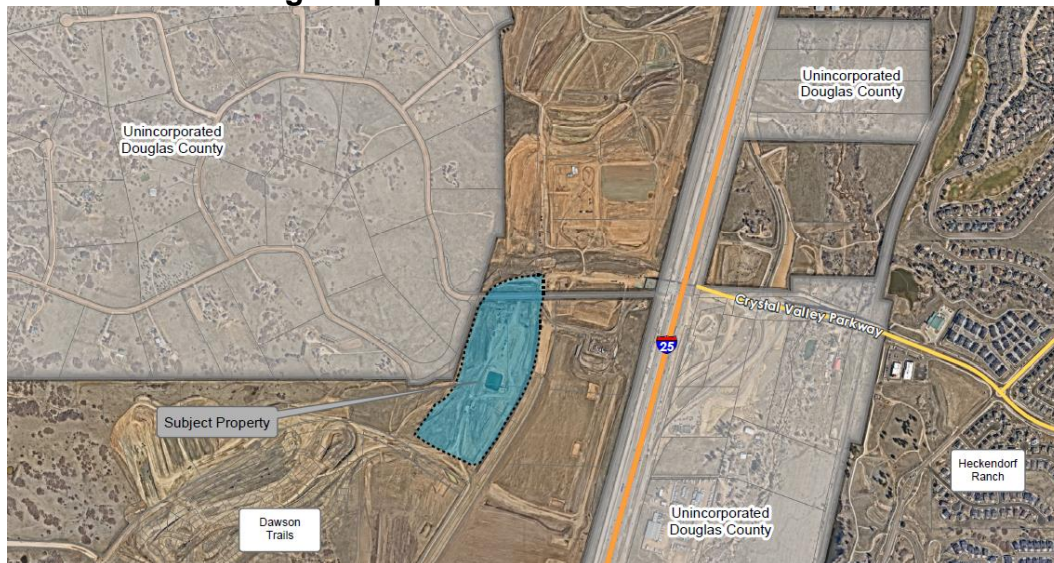 Unincorporated
Douglas County
Unincorporated
Douglas County
Crystal Valley Parkway
25
Subject Property
Heckendorf
Ranch
Dawson
Trails
Unincorporated
Douglas County